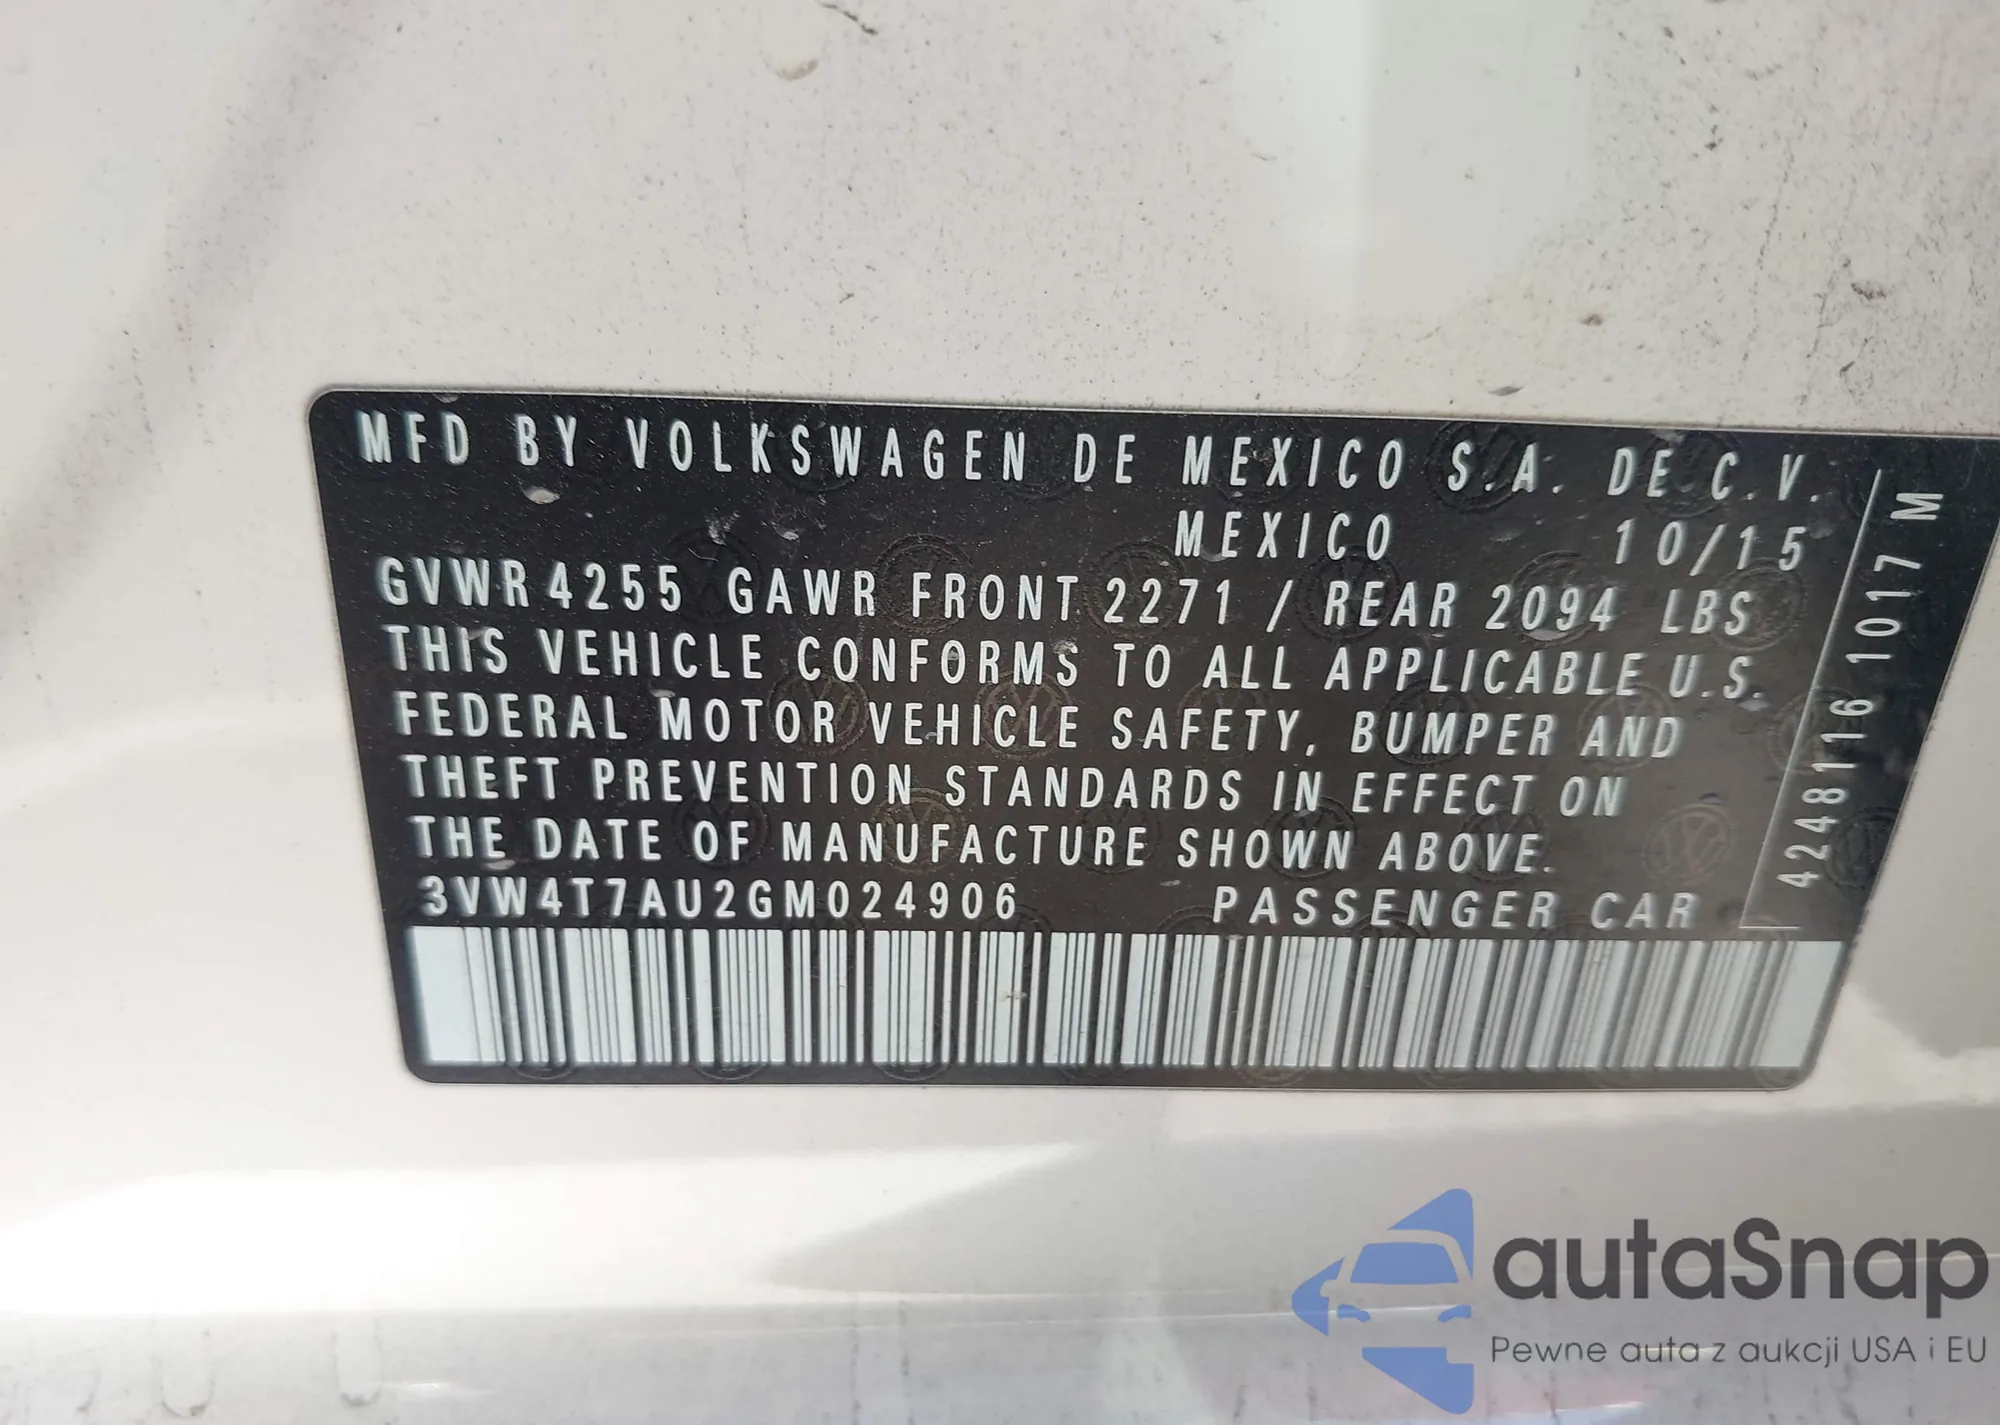 MFD BY VOLKSWAGEN DE MEXICO S.A. DE C.V.
MEXICO 10/15
GVWR 4255 GAWR FRONT 2271 / REAR 2094 LBS
THIS VEHICLE CONFORMS TO ALL APPLICABLE U.S.
FEDERAL MOTOR VEHICLE SAFETY, BUMPER AND
THEFT PREVENTION STANDARDS IN EFFECT ON
THE DATE OF MANUFACTURE SHOWN ABOVE.
3VW4T7AU2GM024906 PASSENGER CAR
4248116 1017 M
autaSnap
Pewne auta z aukcji USA i EU